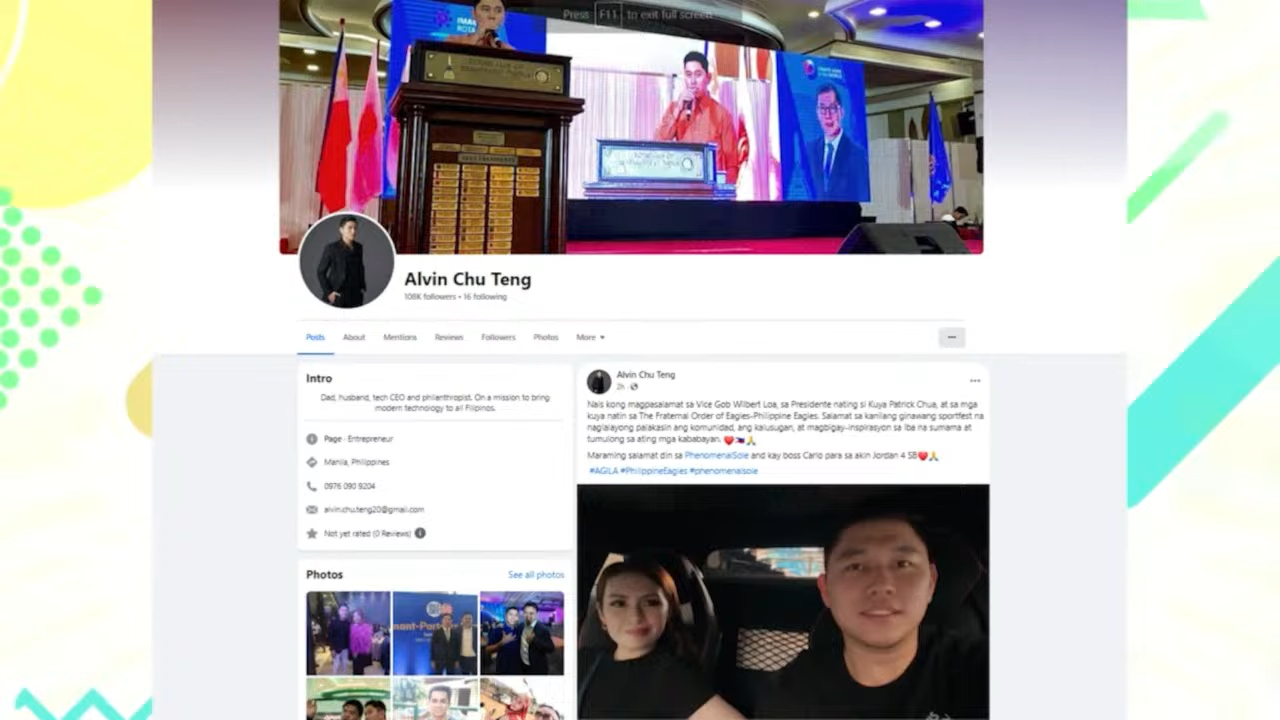 Press F11 to exit full screen
Alvin Chu Teng
108K followers • 16 following
Posts About Mentions Reviews Followers Photos More
Intro
Dad, husband, tech CEO and philanthropist. On a mission to bring
modern technology to all Filipinos.
Page · Entrepreneur
Manila, Philippines
0976 090 9204
alvin.chu.teng20@gmail.com
Not yet rated (0 Reviews)
Photos See all photos
Alvin Chu Teng
2h ·
Nais kong magpasalamat sa Vice Gob Wilbert Loa, sa Presidente nating si Kuya Patrick Chua, at sa mga
kuya natin sa The Fraternal Order of Eagles-Philippine Eagles. Salamat sa kanilang ginawang sportfest na
naglalayong palakasin ang komunidad, ang kalusugan, at magbigay-inspirasyon sa iba na sumama at
tumulong sa ating mga kababayan. ❤️🇵🇭🙏
Maraming salamat din sa PhenomenalSole and kay boss Carlo para sa akin Jordan 4 SB❤️🙏
#AGILA #PhilippineEagles #phenomenalsole